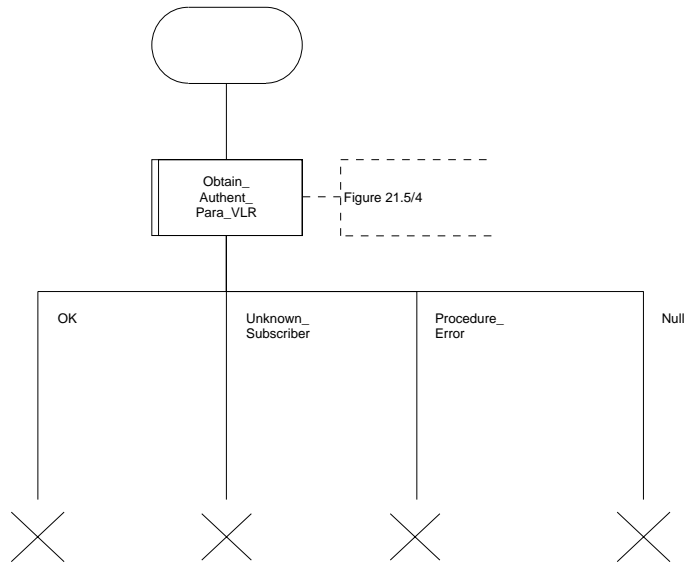 Obtain_
Authent_
Para_VLR
Figure 21.5/4
OK
Unknown_
Subscriber
Procedure_
Error
Null